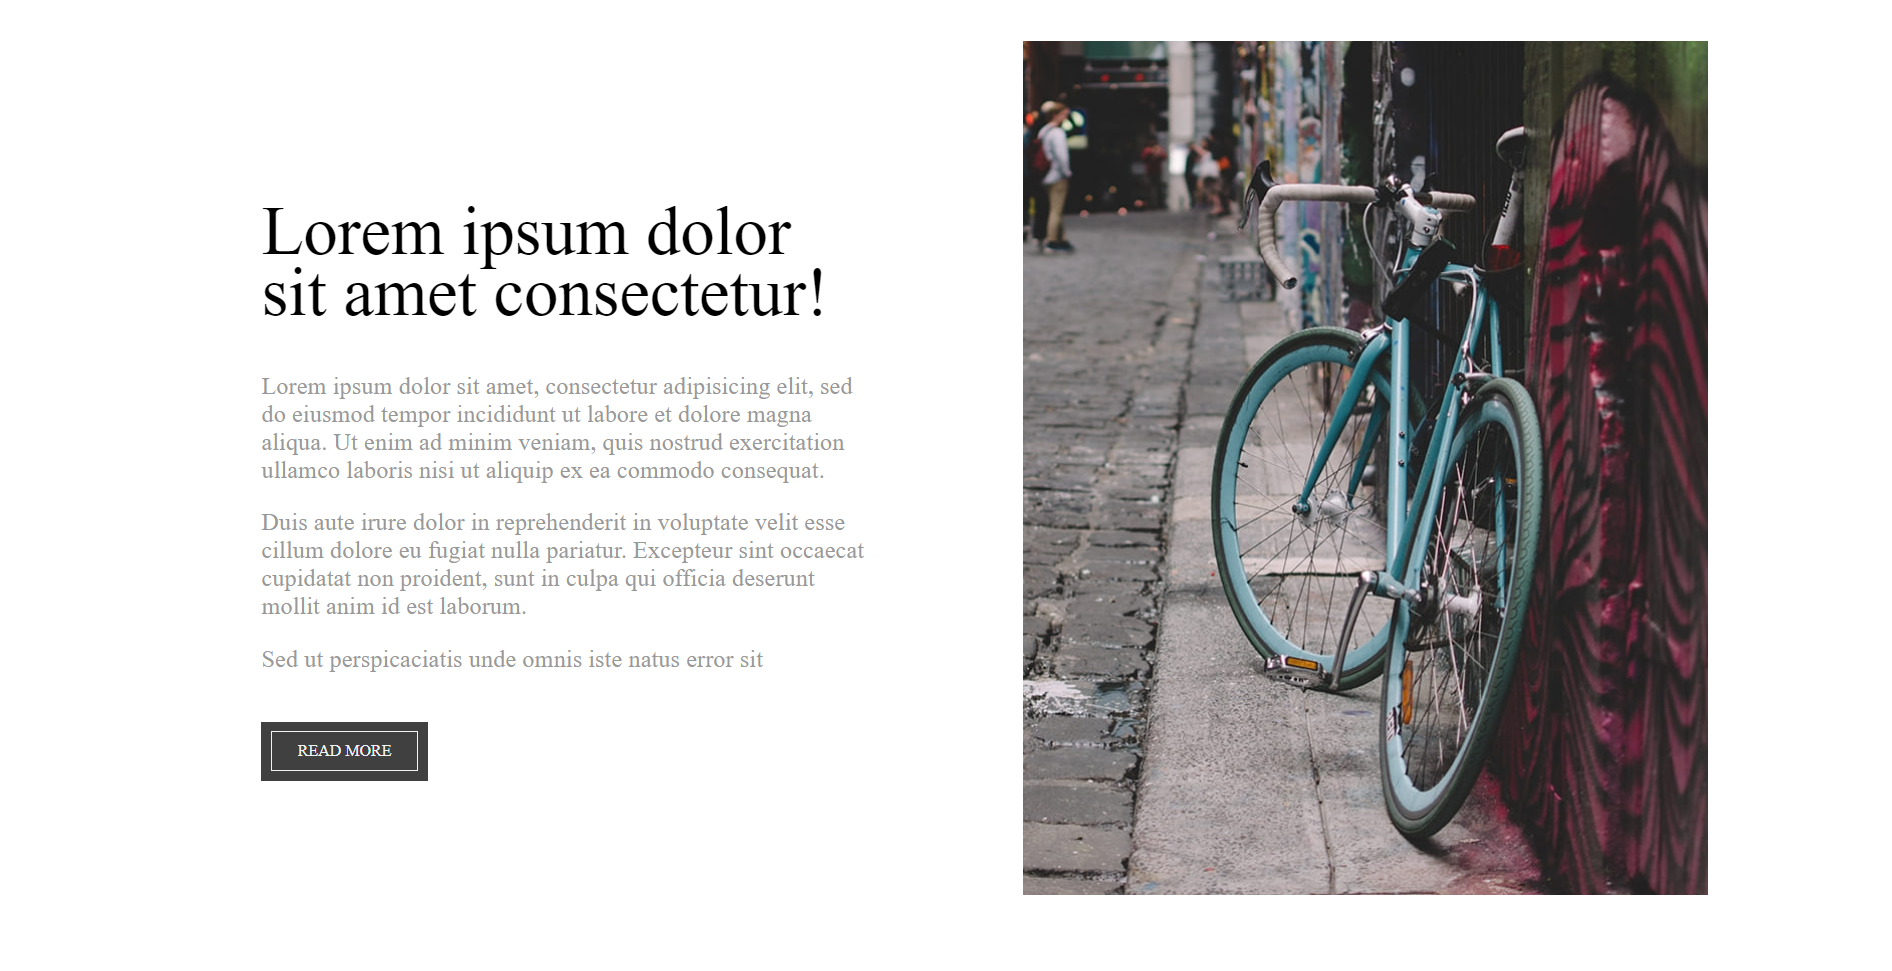 Lorem ipsum dolor
sit amet consectetur!
Lorem ipsum dolor sit amet, consectetur adipisicing elit, sed
do eiusmod tempor incididunt ut labore et dolore magna
aliqua. Ut enim ad minim veniam, quis nostrud exercitation
ullamco laboris nisi ut aliquip ex ea commodo consequat.
Duis aute irure dolor in reprehenderit in voluptate velit esse
cillum dolore eu fugiat nulla pariatur. Excepteur sint occaecat
cupidatat non proident, sunt in culpa qui officia deserunt
mollit anim id est laborum.
Sed ut perspicaciatis unde omnis iste natus error sit
READ MORE